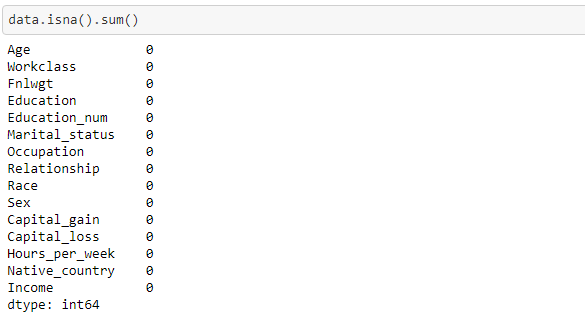 data.isna().sum()
Age 0
Workclass 0
Fnlwgt 0
Education 0
Education_num 0
Marital_status 0
Occupation 0
Relationship 0
Race 0
Sex 0
Capital_gain 0
Capital_loss 0
Hours_per_week 0
Native_country 0
Income 0
dtype: int64